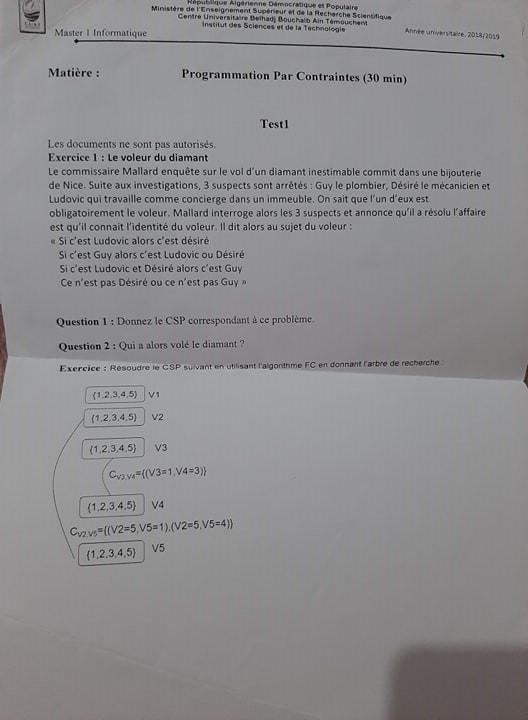 République Algérienne Démocratique et Populaire
Ministère de l'Enseignement Supérieur et de la Recherche Scientifique
Centre Universitaire Belhadj Bouchaib Ain Témouchent
Institut des Sciences et de la Technologie
Master 1 Informatique
Année universitaire, 2018/2019
Matière : Programmation Par Contraintes (30 min)
Test1
Les documents ne sont pas autorisés.
Exercice 1 : Le voleur du diamant
Le commissaire Mallard enquête sur le vol d'un diamant inestimable commit dans une bijouterie
de Nice. Suite aux investigations, 3 suspects sont arrêtés : Guy le plombier, Désiré le mécanicien et
Ludovic qui travaille comme concierge dans un immeuble. On sait que l'un d'eux est
obligatoirement le voleur. Mallard interroge alors les 3 suspects et annonce qu'il a résolu l'affaire
est qu'il connait l'identité du voleur. Il dit alors au sujet du voleur :
« Si c'est Ludovic alors c'est désiré
Si c'est Guy alors c'est Ludovic ou Désiré
Si c'est Ludovic et Désiré alors c'est Guy
Ce n'est pas Désiré ou ce n'est pas Guy »
Question 1 : Donnez le CSP correspondant à ce problème.
Question 2 : Qui a alors volé le diamant ?
Exercice : Résoudre le CSP suivant en utilisant l'algorithme FC en donnant l'arbre de recherche :
{1,2,3,4,5} V1
{1,2,3,4,5} V2
{1,2,3,4,5} V3
CV3,V4={(V3=1,V4=3)}
{1,2,3,4,5} V4
CV2,V5={(V2=5,V5=1),(V2=5,V5=4)}
{1,2,3,4,5} V5